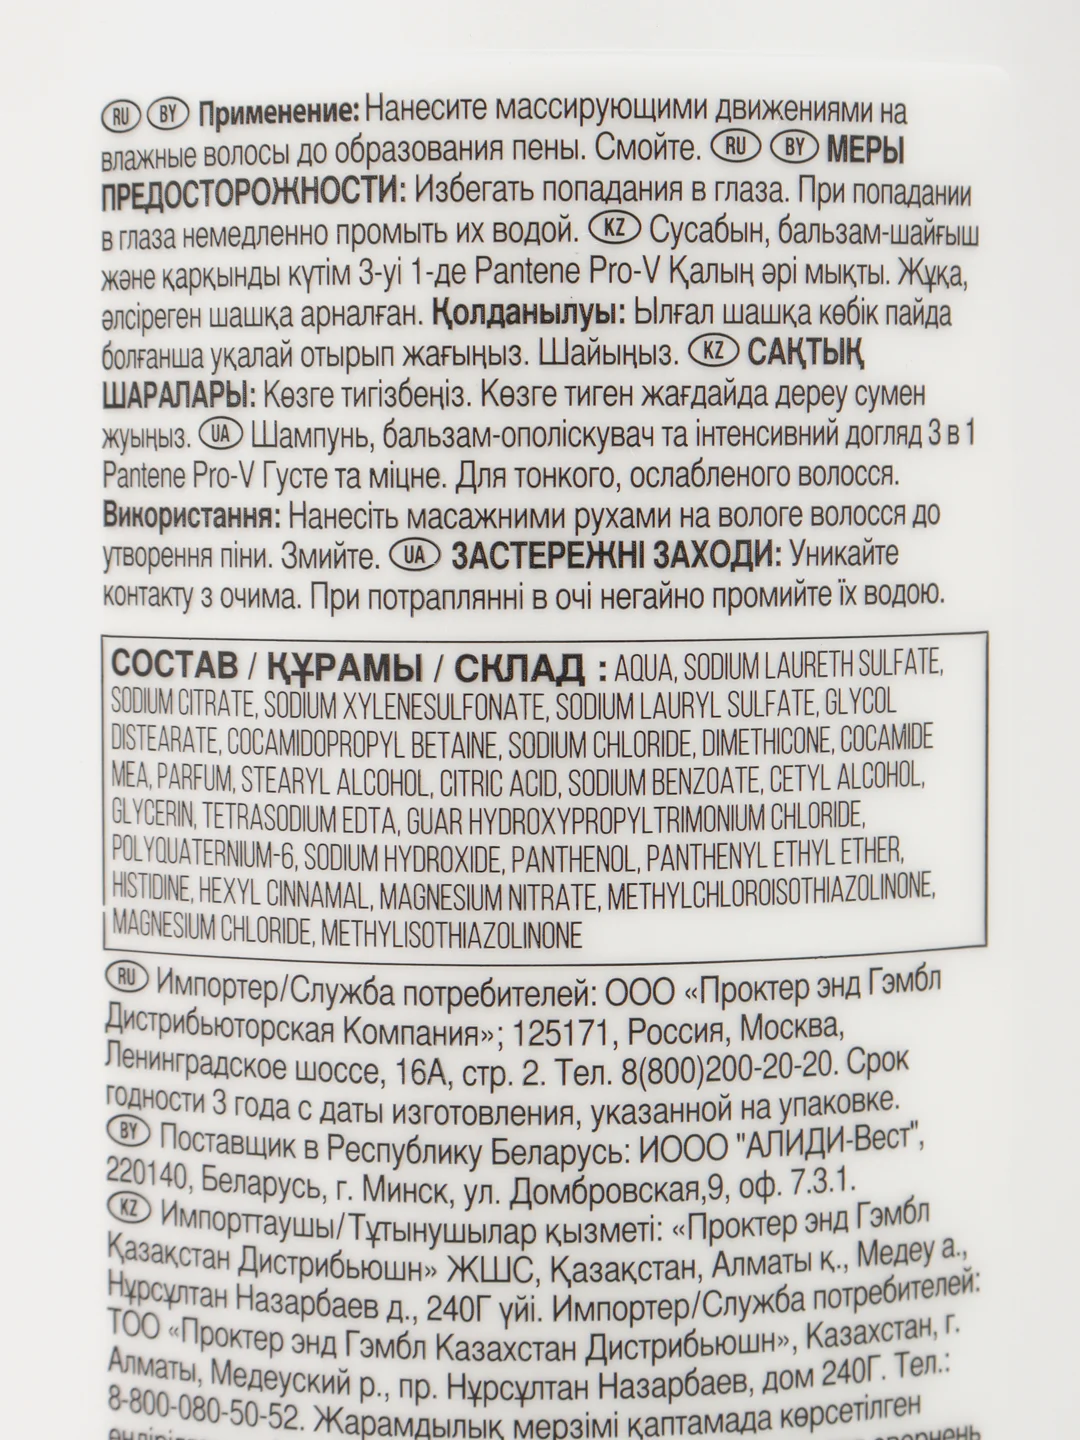 RU BY Применение: Нанесите массирующими движениями на
влажные волосы до образования пены. Смойте. RU BY МЕРЫ
ПРЕДОСТОРОЖНОСТИ: Избегать попадания в глаза. При попадании
в глаза немедленно промыть их водой. KZ Сусабын, бальзам-шайғыш
және қарқынды күтім 3-уі 1-де Pantene Pro-V Қалың әрі мықты. Жұқа,
әлсіреген шашқа арналған. Қолданылуы: Ылғал шашқа көбік пайда
болғанша уқалай отырып жағыңыз. Шайыңыз. KZ САҚТЫҚ
ШАРАЛАРЫ: Көзге тигізбеңіз. Көзге тиген жағдайда дереу сумен
жуыңыз. UA Шампунь, бальзам-ополіскувач та інтенсивний догляд 3 в 1
Pantene Pro-V Густе та міцне. Для тонкого, ослабленого волосся.
Використання: Нанесіть масажними рухами на вологе волосся до
утворення піни. Змийте. UA ЗАСТЕРЕЖНІ ЗАХОДИ: Уникайте
контакту з очима. При потраплянні в очі негайно промийте їх водою.
СОСТАВ / ҚҰРАМЫ / СКЛАД : AQUA, SODIUM LAURETH SULFATE,
SODIUM CITRATE, SODIUM XYLENESULFONATE, SODIUM LAURYL SULFATE, GLYCOL
DISTEARATE, COCAMIDOPROPYL BETAINE, SODIUM CHLORIDE, DIMETHICONE, COCAMIDE
MEA, PARFUM, STEARYL ALCOHOL, CITRIC ACID, SODIUM BENZOATE, CETYL ALCOHOL,
GLYCERIN, TETRASODIUM EDTA, GUAR HYDROXYPROPYLTRIMONIUM CHLORIDE,
POLYQUATERNIUM-6, SODIUM HYDROXIDE, PANTHENOL, PANTHENYL ETHYL ETHER,
HISTIDINE, HEXYL CINNAMAL, MAGNESIUM NITRATE, METHYLCHLOROISOTHIAZOLINONE,
MAGNESIUM CHLORIDE, METHYLISOTHIAZOLINONE
RU Импортер/Служба потребителей: ООО «Проктер энд Гэмбл
Дистрибьюторская Компания»; 125171, Россия, Москва,
Ленинградское шоссе, 16А, стр. 2. Тел. 8(800)200-20-20. Срок
годности 3 года с даты изготовления, указанной на упаковке.
BY Поставщик в Республику Беларусь: ИООО "АЛИДИ-Вест",
220140, Беларусь, г. Минск, ул. Домбровская,9, оф. 7.3.1.
KZ Импорттаушы/Тұтынушылар қызметі: «Проктер энд Гэмбл
Қазақстан Дистрибьюшн» ЖШС, Қазақстан, Алматы қ., Медеу а.,
Нұрсұлтан Назарбаев д., 240Г үйі. Импортер/Служба потребителей:
ТОО «Проктер энд Гэмбл Казахстан Дистрибьюшн», Казахстан, г.
Алматы, Медеуский р., пр. Нұрсұлтан Назарбаев, дом 240Г. Тел.:
8-800-080-50-52. Жарамдылық мерзімі қаптамада көрсетілген